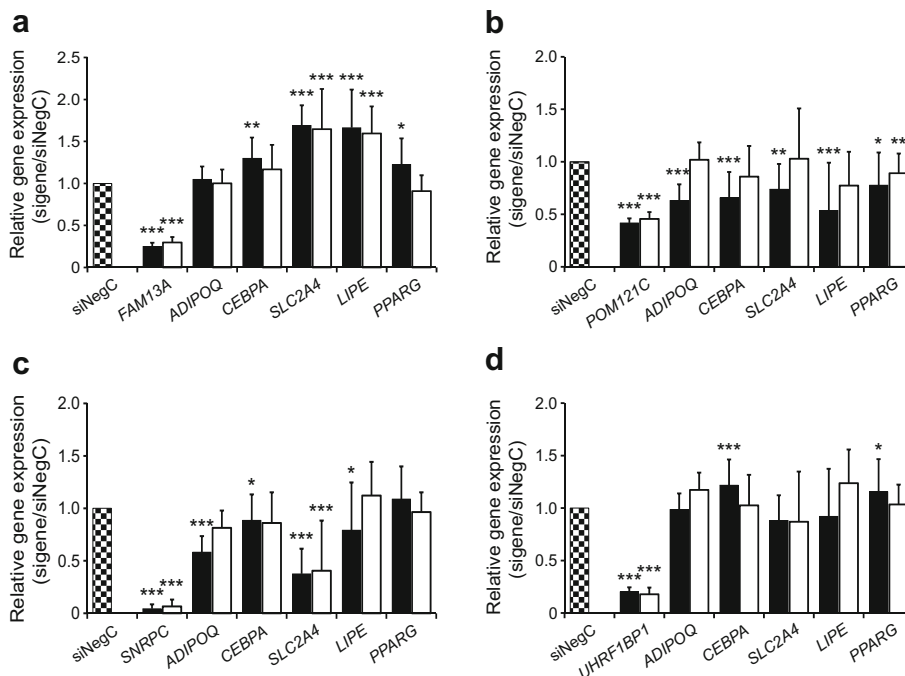 a
Relative gene expression
(sigene/siNegC)
2.5
2.0
1.5
1.0
0.5
0
*** *** ** *** *** *** *** *
siNegC FAM13A ADIPOQ CEBPA SLC2A4 LIPE PPARG
b
Relative gene expression
(sigene/siNegC)
2.0
1.5
1.0
0.5
0
*** *** *** *** ** *** * **
siNegC POM121C ADIPOQ CEBPA SLC2A4 LIPE PPARG
c
Relative gene expression
(sigene/siNegC)
2.0
1.5
1.0
0.5
0
*** *** *** * *** *** *
siNegC SNRPC ADIPOQ CEBPA SLC2A4 LIPE PPARG
d
Relative gene expression
(sigene/siNegC)
2.0
1.5
1.0
0.5
0
*** *** *** *
siNegC UHRF1BP1 ADIPOQ CEBPA SLC2A4 LIPE PPARG